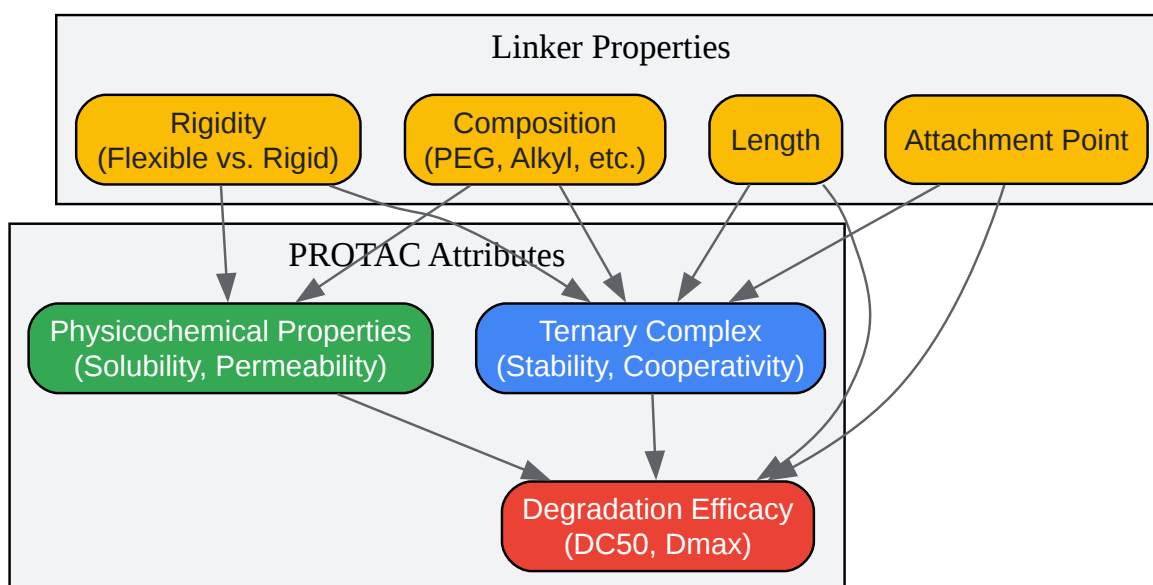 Linker Properties
Rigidity
(Flexible vs. Rigid)
Composition
(PEG, Alkyl, etc.)
Length
Attachment Point
PROTAC Attributes
Physicochemical Properties
(Solubility, Permeability)
Ternary Complex
(Stability, Cooperativity)
Degradation Efficacy
(DC50, Dmax)